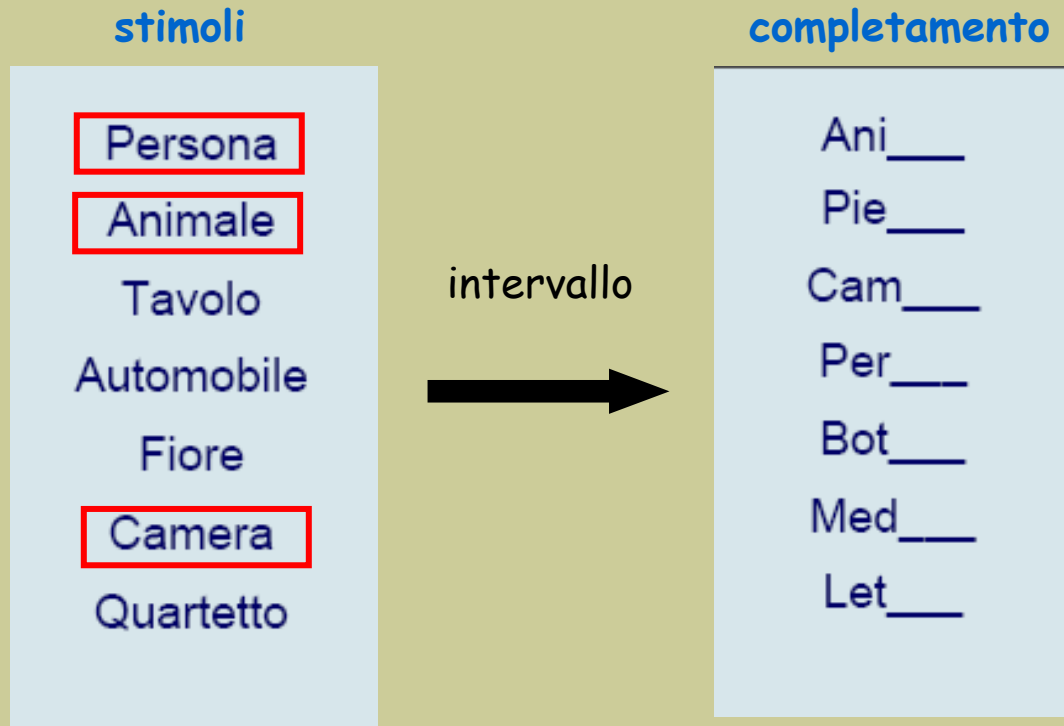 stimoli
Persona
Animale
Tavolo
Automobile
Fiore
Camera
Quartetto
intervallo
completamento
Ani___
Pie___
Cam___
Per___
Bot___
Med___
Let___